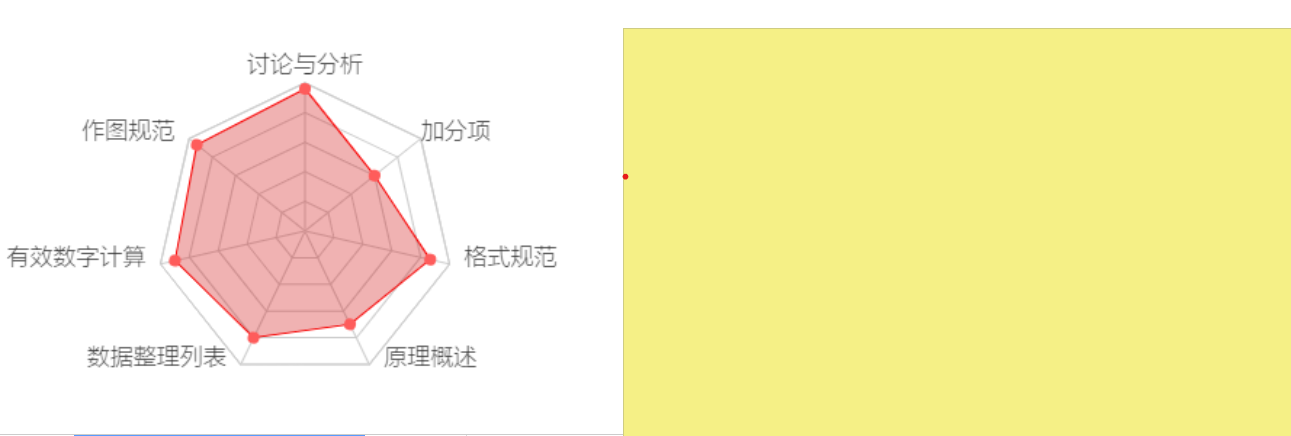 讨论与分析
作图规范
加分项
有效数字计算
格式规范
数据整理列表
原理概述